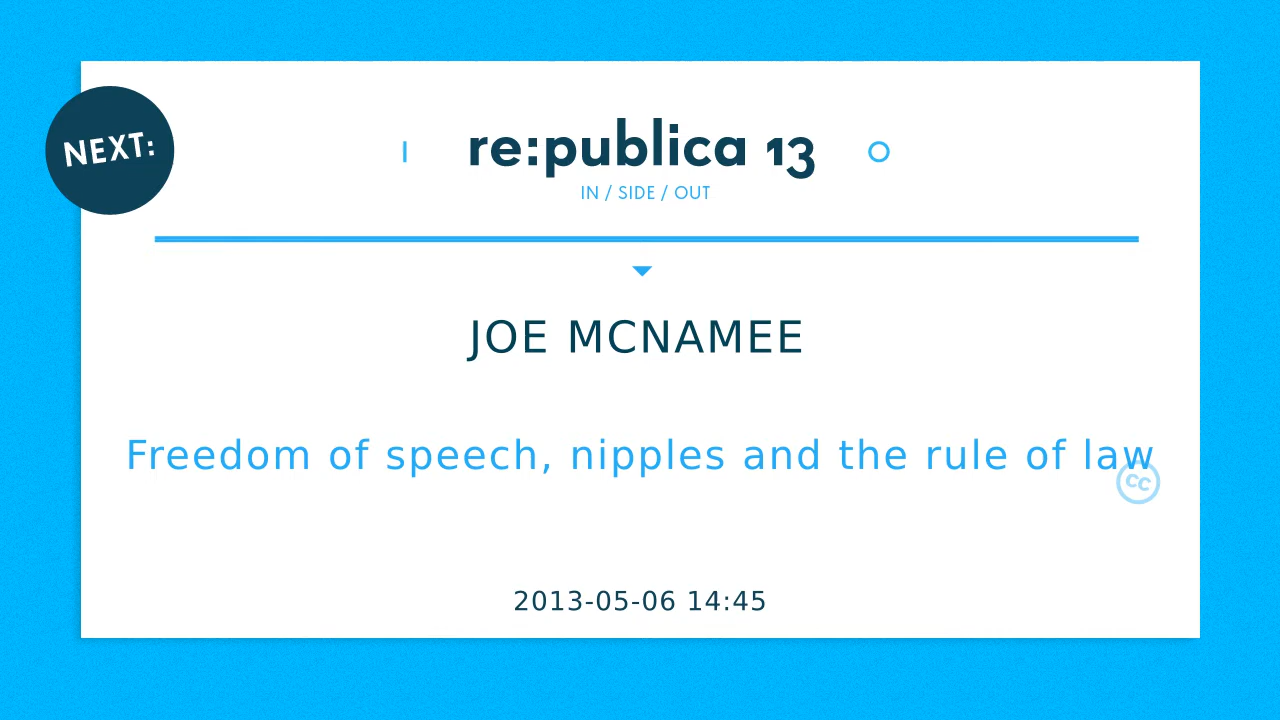 NEXT:
I re:publica 13 O
IN / SIDE / OUT
JOE MCNAMEE
Freedom of speech, nipples and the rule of law
cc
2013-05-06 14:45